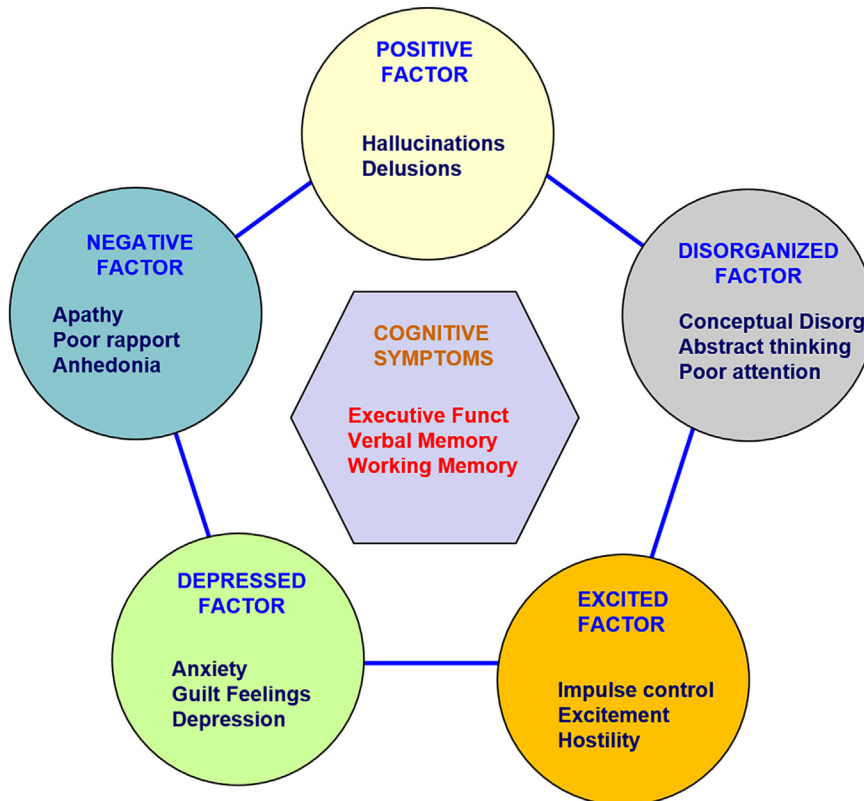 POSITIVE
FACTOR
Hallucinations
Delusions
NEGATIVE
FACTOR
Apathy
Poor rapport
Anhedonia
DISORGANIZED
FACTOR
Conceptual Disorg
Abstract thinking
Poor attention
COGNITIVE
SYMPTOMS
Executive Funct
Verbal Memory
Working Memory
DEPRESSED
FACTOR
Anxiety
Guilt Feelings
Depression
EXCITED
FACTOR
Impulse control
Excitement
Hostility